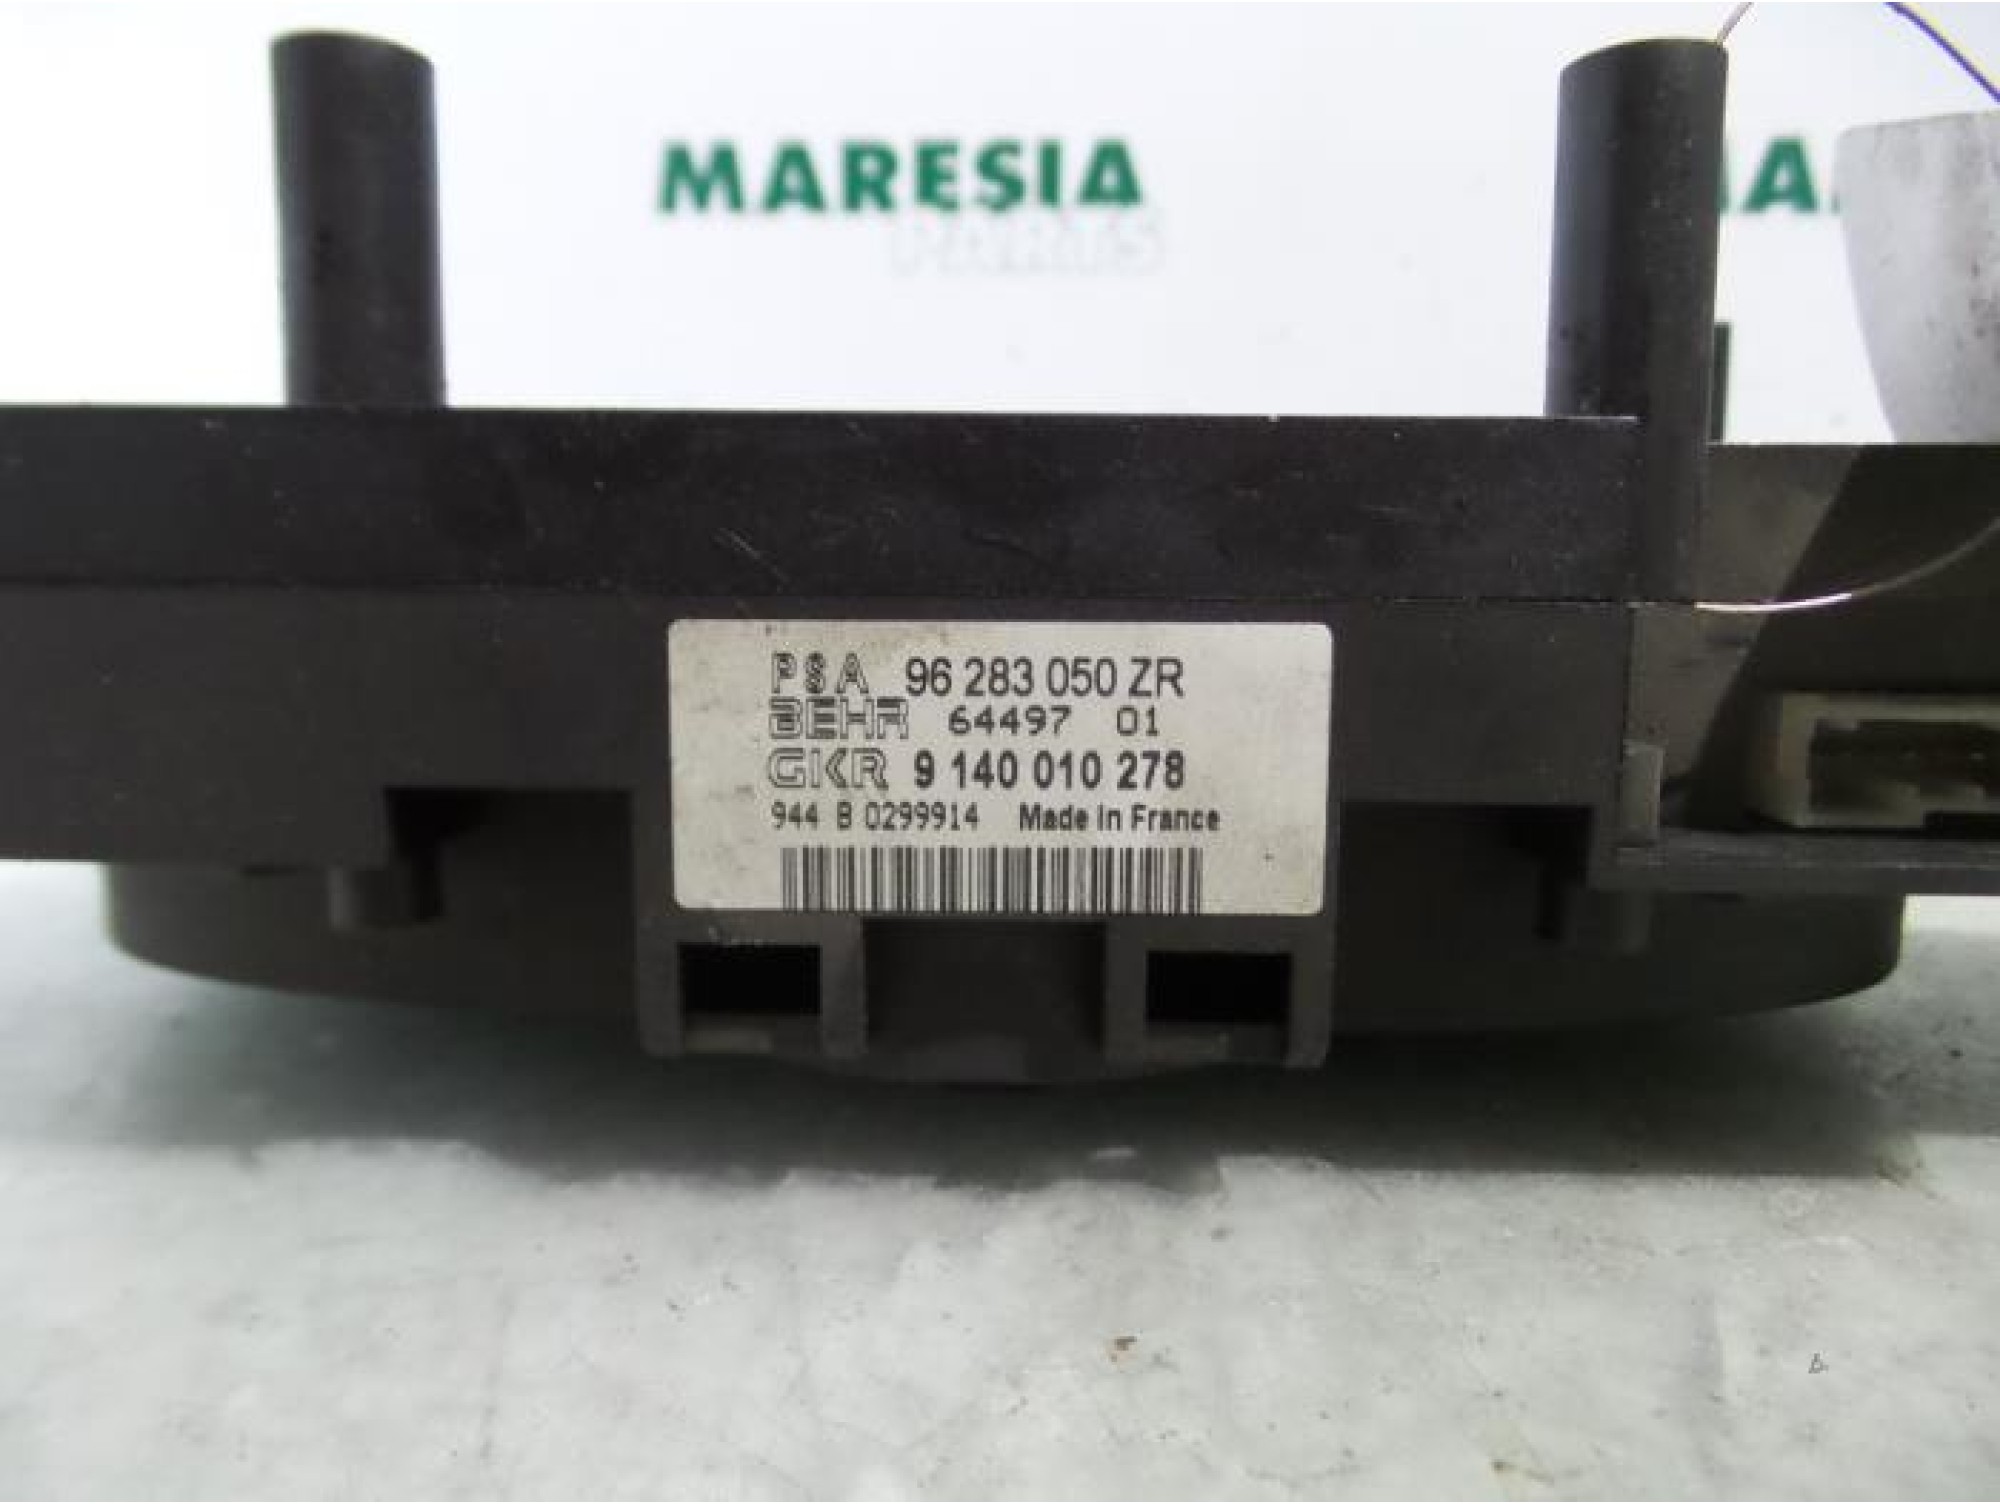 MARESIA
PARTS
PSA 96 283 050 ZR
BEHR 64497 01
GKR 9 140 010 278
944 B 0299914 Made in France